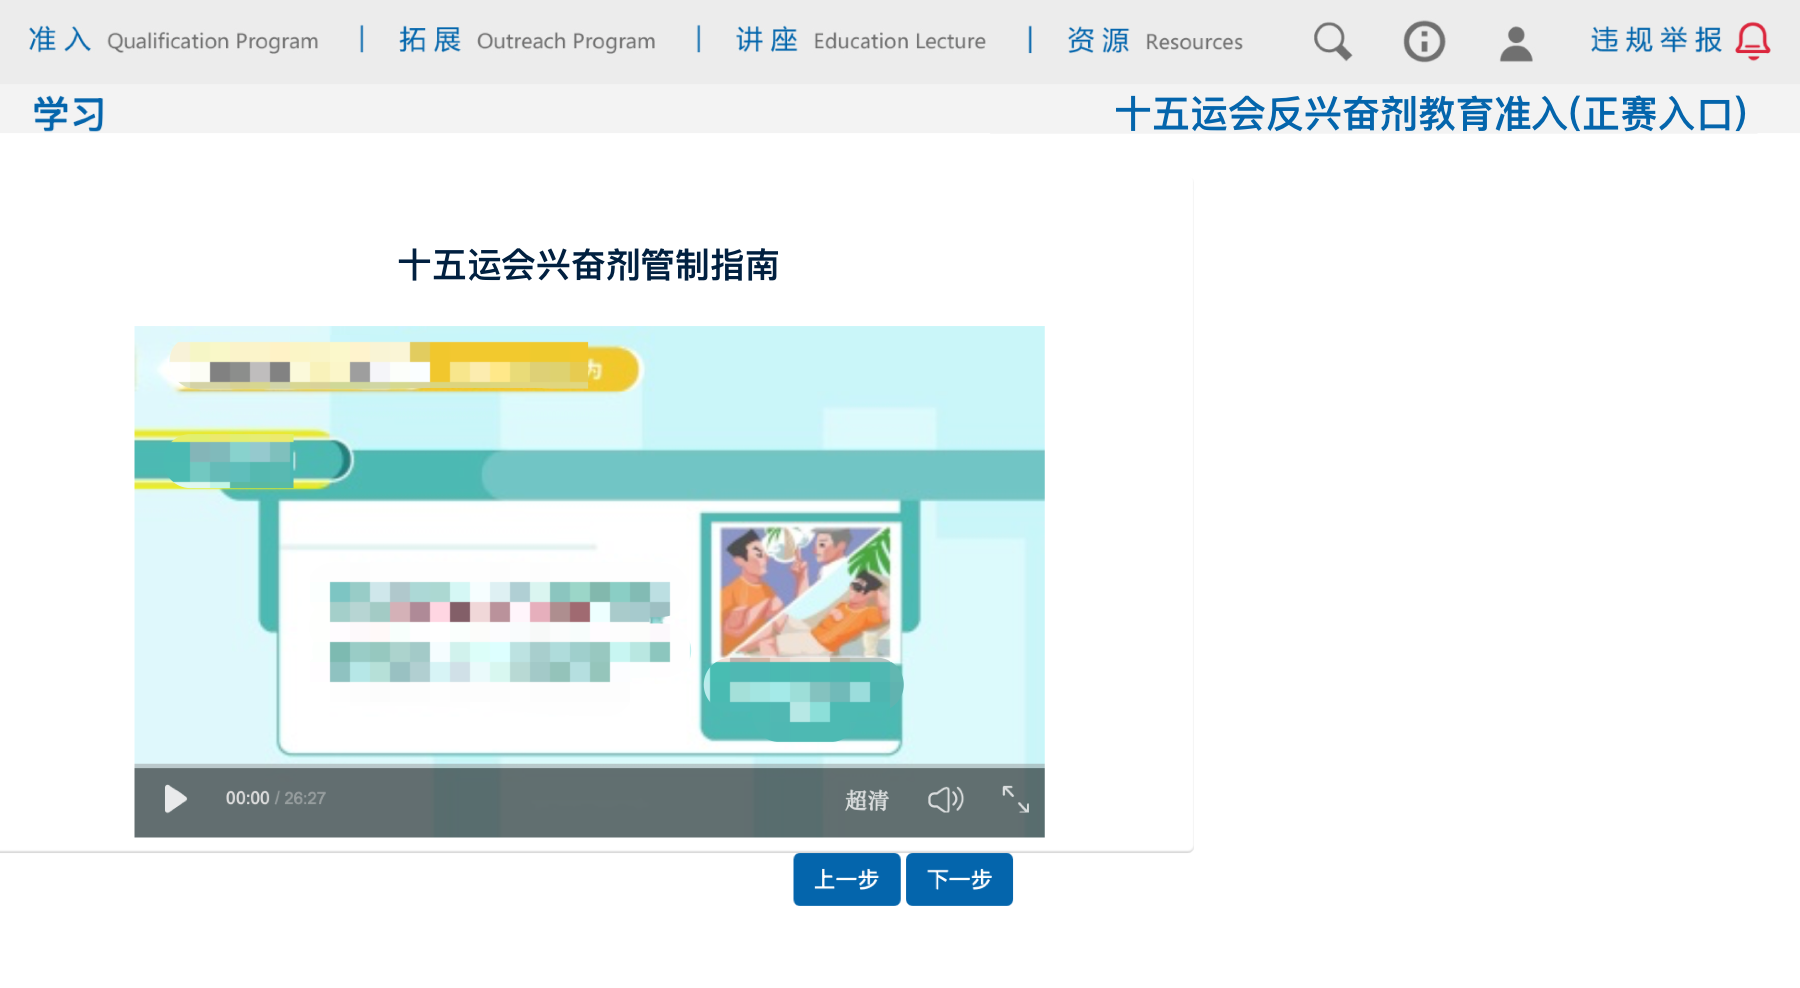 准入 Qualification Program | 拓展 Outreach Program | 讲座 Education Lecture | 资源 Resources 违规举报
学习 十五运会反兴奋剂教育准入(正赛入口)
十五运会兴奋剂管制指南
为
00:00 / 26:27 超清
上一步 下一步